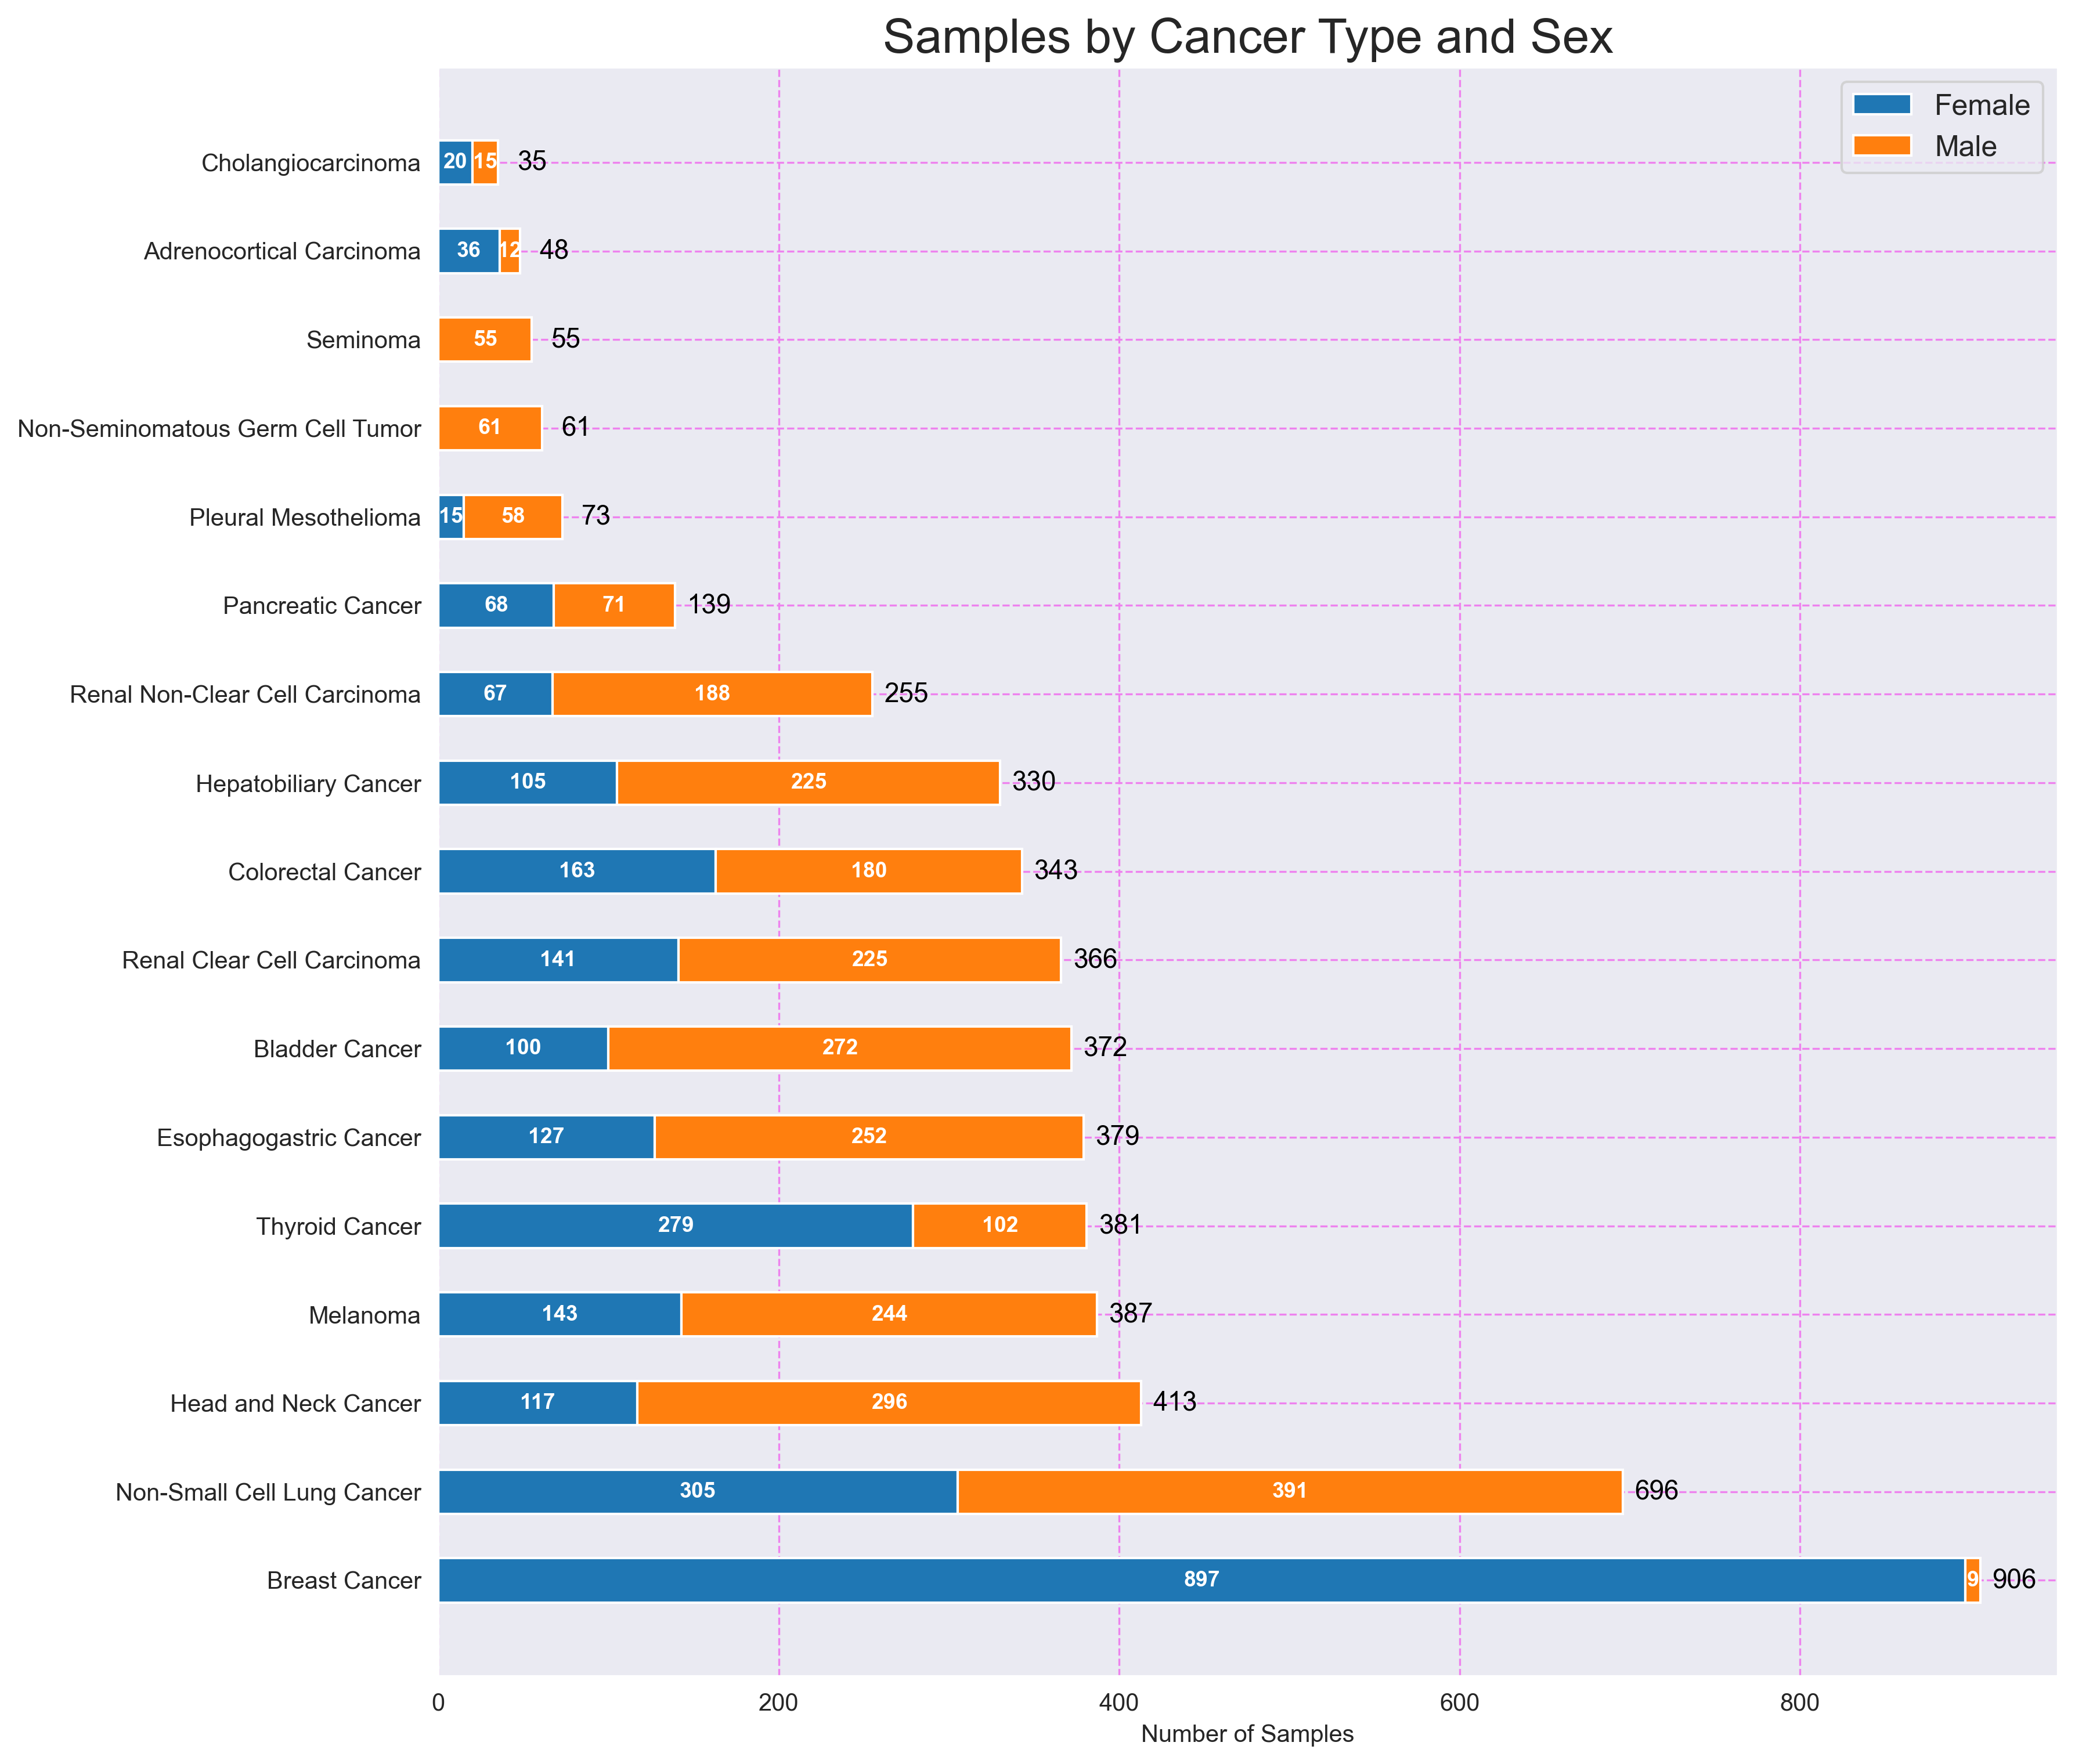 Samples by Cancer Type and Sex
Female
Male
Cholangiocarcinoma 20 15 35
Adrenocortical Carcinoma 36 12 48
Seminoma 55 55
Non-Seminomatous Germ Cell Tumor 61 61
Pleural Mesothelioma 15 58 73
Pancreatic Cancer 68 71 139
Renal Non-Clear Cell Carcinoma 67 188 255
Hepatobiliary Cancer 105 225 330
Colorectal Cancer 163 180 343
Renal Clear Cell Carcinoma 141 225 366
Bladder Cancer 100 272 372
Esophagogastric Cancer 127 252 379
Thyroid Cancer 279 102 381
Melanoma 143 244 387
Head and Neck Cancer 117 296 413
Non-Small Cell Lung Cancer 305 391 696
Breast Cancer 897 9 906
0 200 400 600 800
Number of Samples